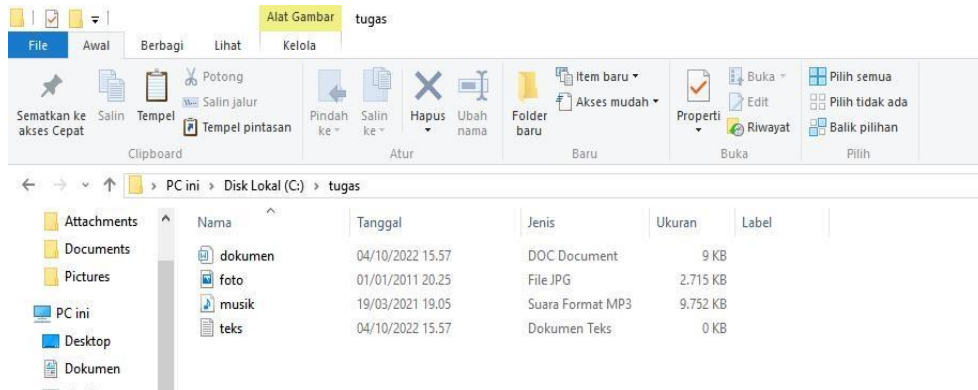 Alat Gambar tugas
File Awal Berbagi Lihat Kelola
Sematkan ke akses Cepat
Salin
Tempel
Potong
Salin jalur
Tempel pintasan
Clipboard
Pindah ke
Salin ke
Hapus
Ubah nama
Atur
Folder baru
Item baru
Akses mudah
Baru
Properti
Buka
Edit
Riwayat
Buka
Pilih semua
Pilih tidak ada
Balik pilihan
Pilih
PC ini > Disk Lokal (C:) > tugas
Attachments
Documents
Pictures
PC ini
Desktop
Dokumen
Nama Tanggal Jenis Ukuran Label
dokumen 04/10/2022 15.57 DOC Document 9 KB
foto 01/01/2011 20.25 File JPG 2.715 KB
musik 19/03/2021 19.05 Suara Format MP3 9.752 KB
teks 04/10/2022 15.57 Dokumen Teks 0 KB